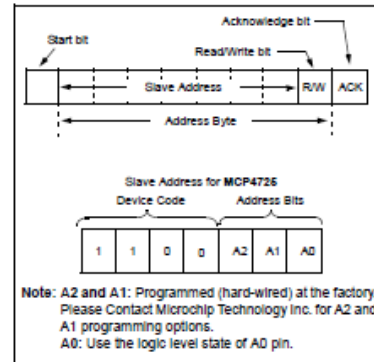 Acknowledge bit
Start bit
Read/Write bit
Slave Address R/W ACK
Address Byte
Slave Address for MCP4725
Device Code Address Bits
1 1 0 0 A2 A1 A0
Note: A2 and A1: Programmed (hard-wired) at the factory.
Please Contact Microchip Technology Inc. for A2 and
A1 programming options.
A0: Use the logic level state of A0 pin.